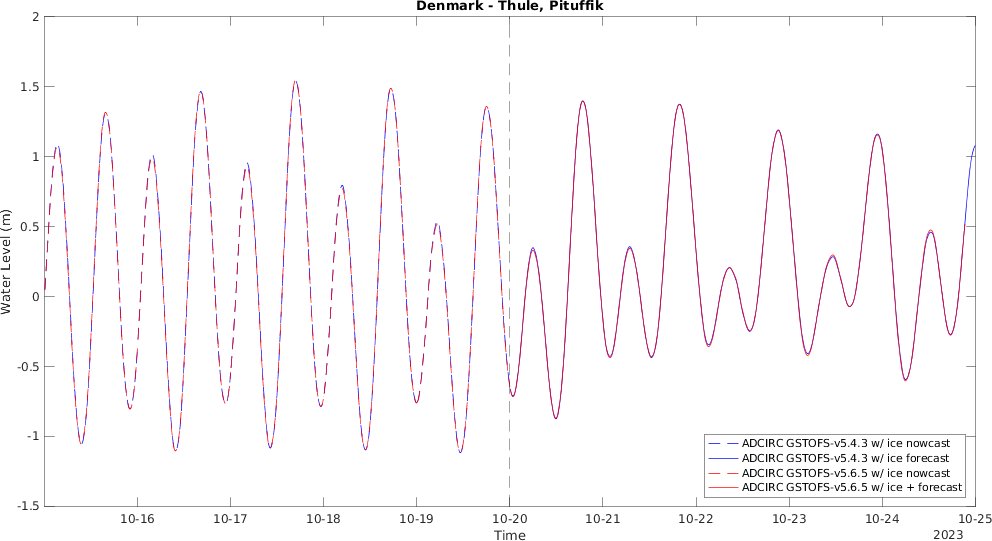 Denmark - Thule, Pituffik
2
1.5
1
0.5
0
-0.5
-1
-1.5
Water Level (m)
10-16
10-17
10-18
10-19
10-20
10-21
10-22
10-23
10-24
10-25
Time
2023
ADCIRC GSTOFS-v5.4.3 w/ ice nowcast
ADCIRC GSTOFS-v5.4.3 w/ ice forecast
ADCIRC GSTOFS-v5.6.5 w/ ice nowcast
ADCIRC GSTOFS-v5.6.5 w/ ice + forecast